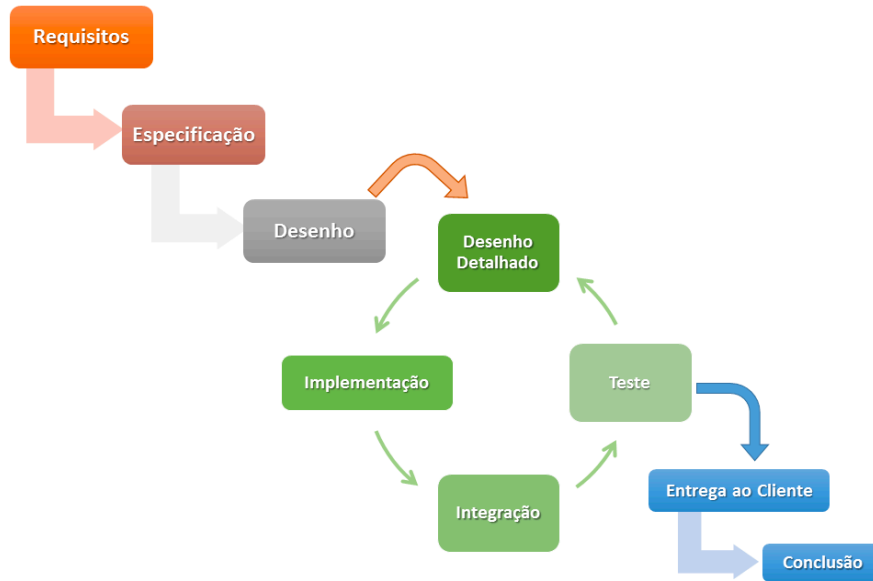 Requisitos
Especificação
Desenho
Desenho
Detalhado
Implementação
Teste
Integração
Entrega ao Cliente
Conclusão